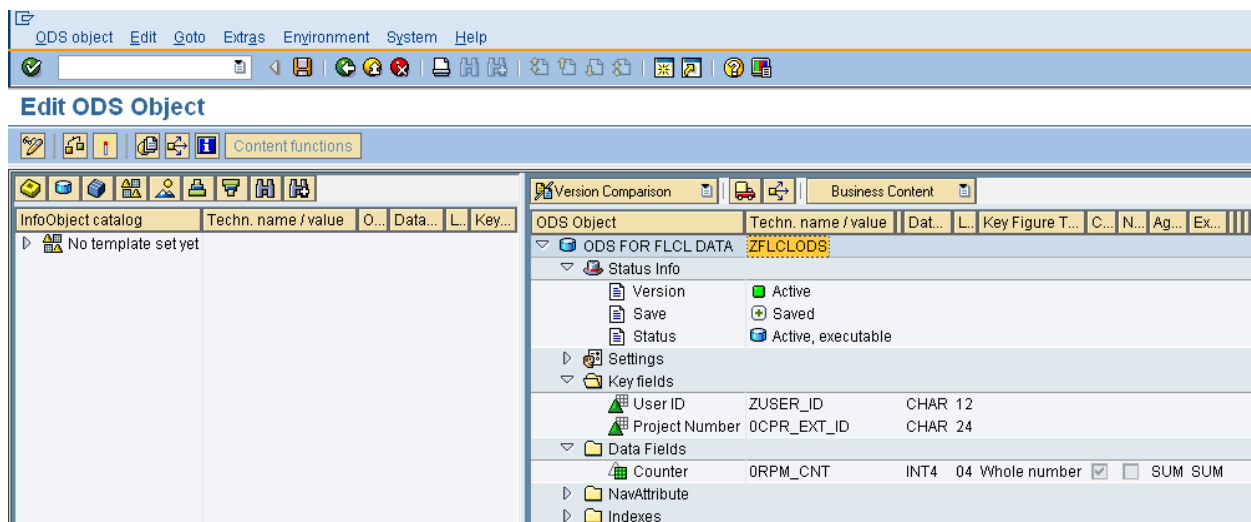 ODS object Edit Goto Extras Environment System Help
Edit ODS Object
Content functions
Version Comparison Business Content
InfoObject catalog Techn. name / value O... Data... L... Key...
No template set yet
ODS Object Techn. name / value Dat... L... Key Figure T... C... N... Ag... Ex...
ODS FOR FLCL DATA ZFLCLODS
Status Info
Version Active
Save Saved
Status Active, executable
Settings
Key fields
User ID ZUSER_ID CHAR 12
Project Number 0CPR_EXT_ID CHAR 24
Data Fields
Counter 0RPM_CNT INT4 04 Whole number SUM SUM
NavAttribute
Indexes